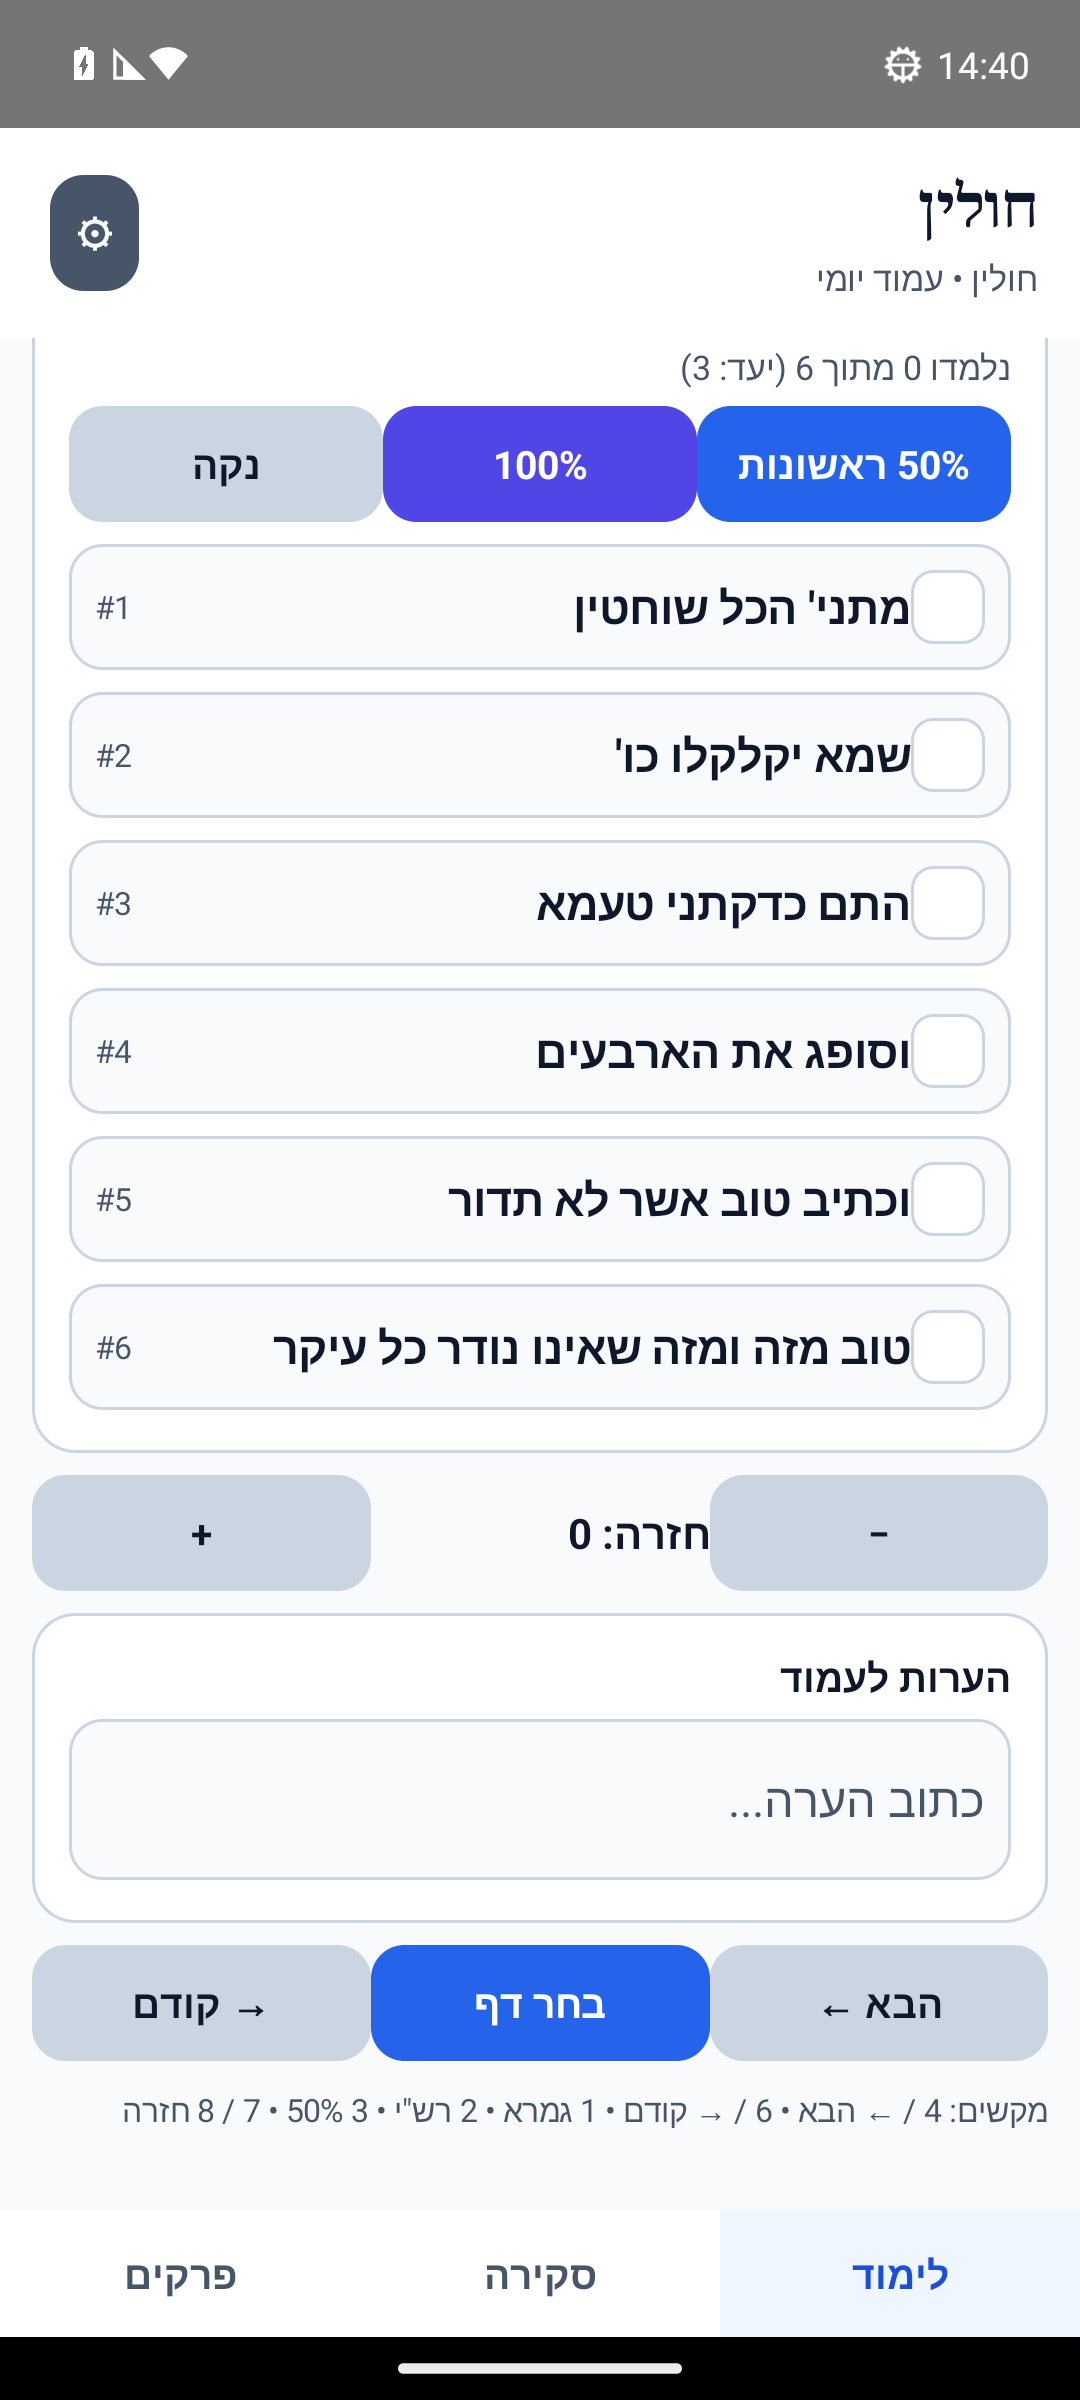 14:40
חולין
חולין • עמוד יומי
נלמדו 0 מתוך 6 (יעד: 3)
50% ראשונות
100%
נקה
מתני' הכל שוחטין #1
שמא יקלקלו כו' #2
התם כדקתני טעמא #3
וסופג את הארבעים #4
וכתיב טוב אשר לא תדור #5
טוב מזה ומזה שאינו נודר כל עיקר #6
− חזרה: 0 +
הערות לעמוד
כתוב הערה...
הבא ←
בחר דף
→ קודם
מקשים: 4 / ← הבא • 6 / → קודם • 1 גמרא • 2 רש"י • 3 50% • 7 / 8 חזרה
לימוד
סקירה
פרקים